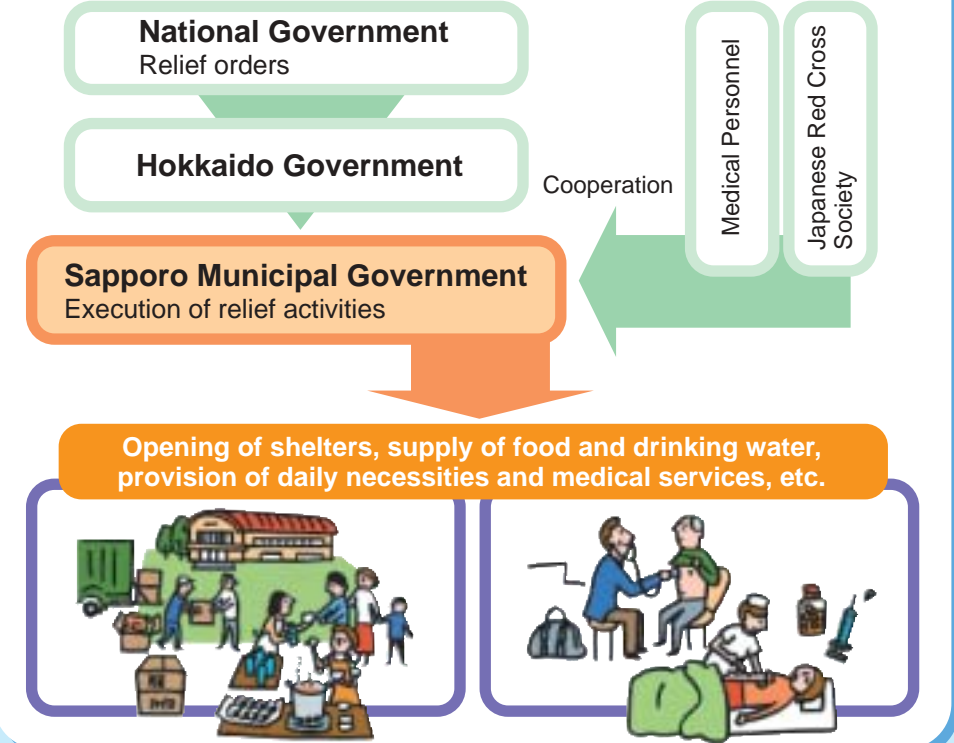 National Government
Relief orders
Hokkaido Government
Cooperation
Medical Personnel
Japanese Red Cross
Society
Sapporo Municipal Government
Execution of relief activities
Opening of shelters, supply of food and drinking water,
provision of daily necessities and medical services, etc.